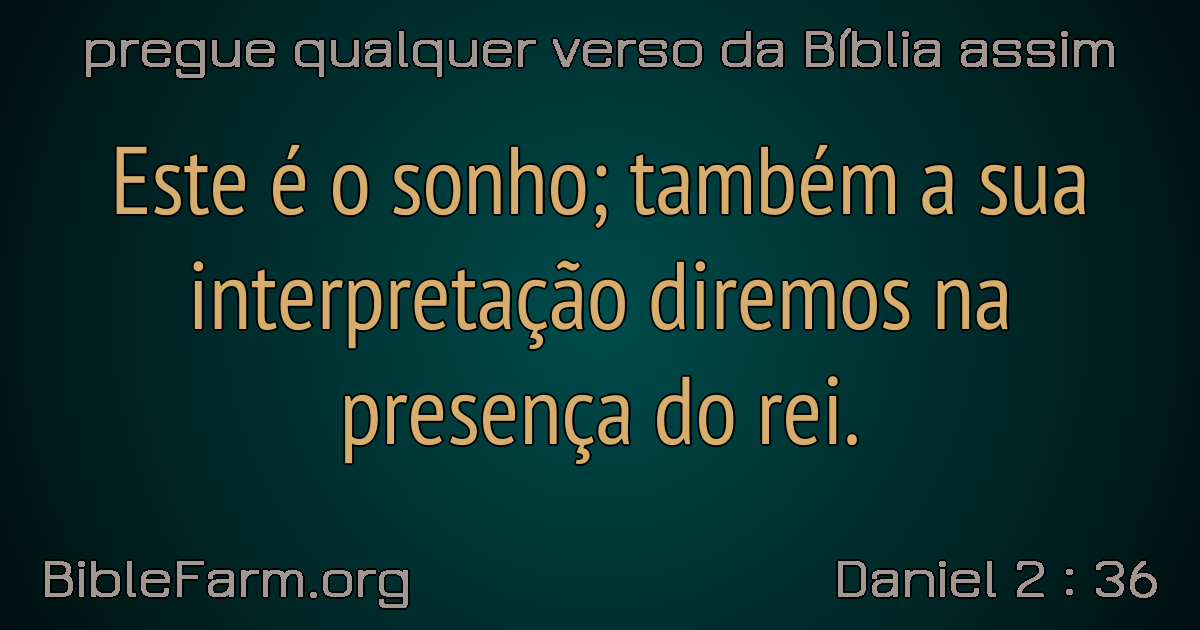 pregue qualquer verso da Bíblia assim
Este é o sonho; também a sua
interpretação diremos na
presença do rei.
BibleFarm.org
Daniel 2 : 36